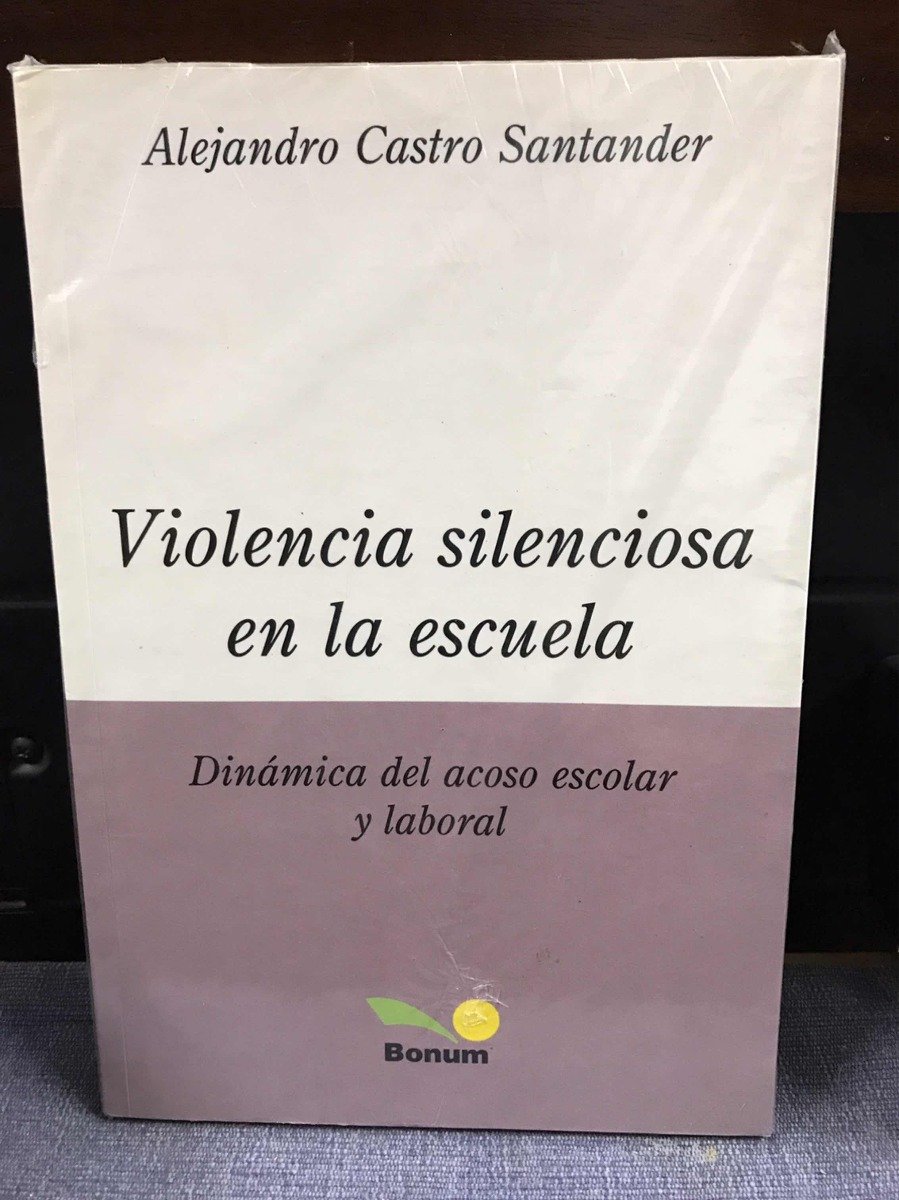 Alejandro Castro Santander
Violencia silenciosa
en la escuela
Dinámica del acoso escolar
y laboral
Bonum